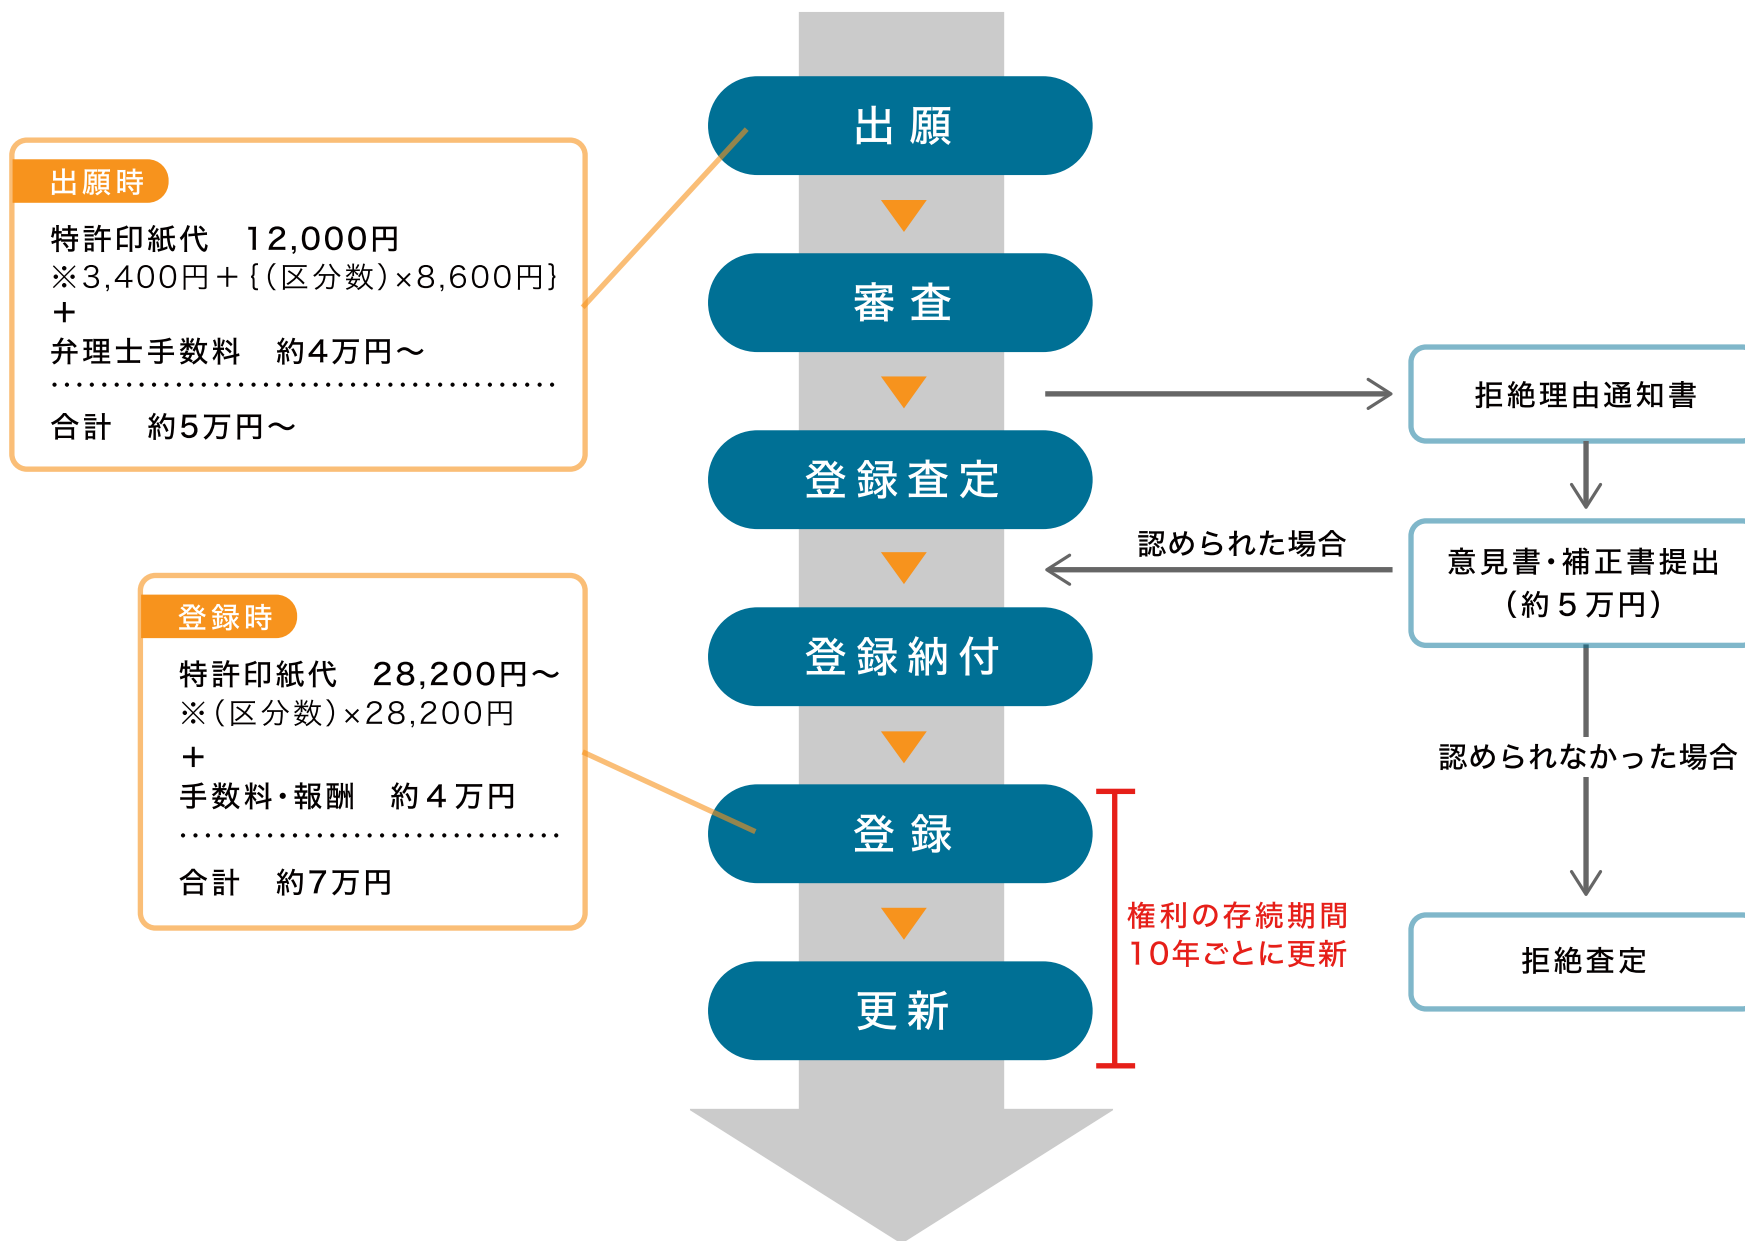 出願
審査
登録査定
登録納付
登録
更新
出願時
特許印紙代　12,000円
※3,400円＋{(区分数)×8,600円}
＋
弁理士手数料　約4万円〜
合計　約5万円〜
登録時
特許印紙代　28,200円〜
※(区分数)×28,200円
＋
手数料・報酬　約４万円
合計　約7万円
拒絶理由通知書
認められた場合
意見書・補正書提出
（約５万円）
認められなかった場合
拒絶査定
権利の存続期間
10年ごとに更新